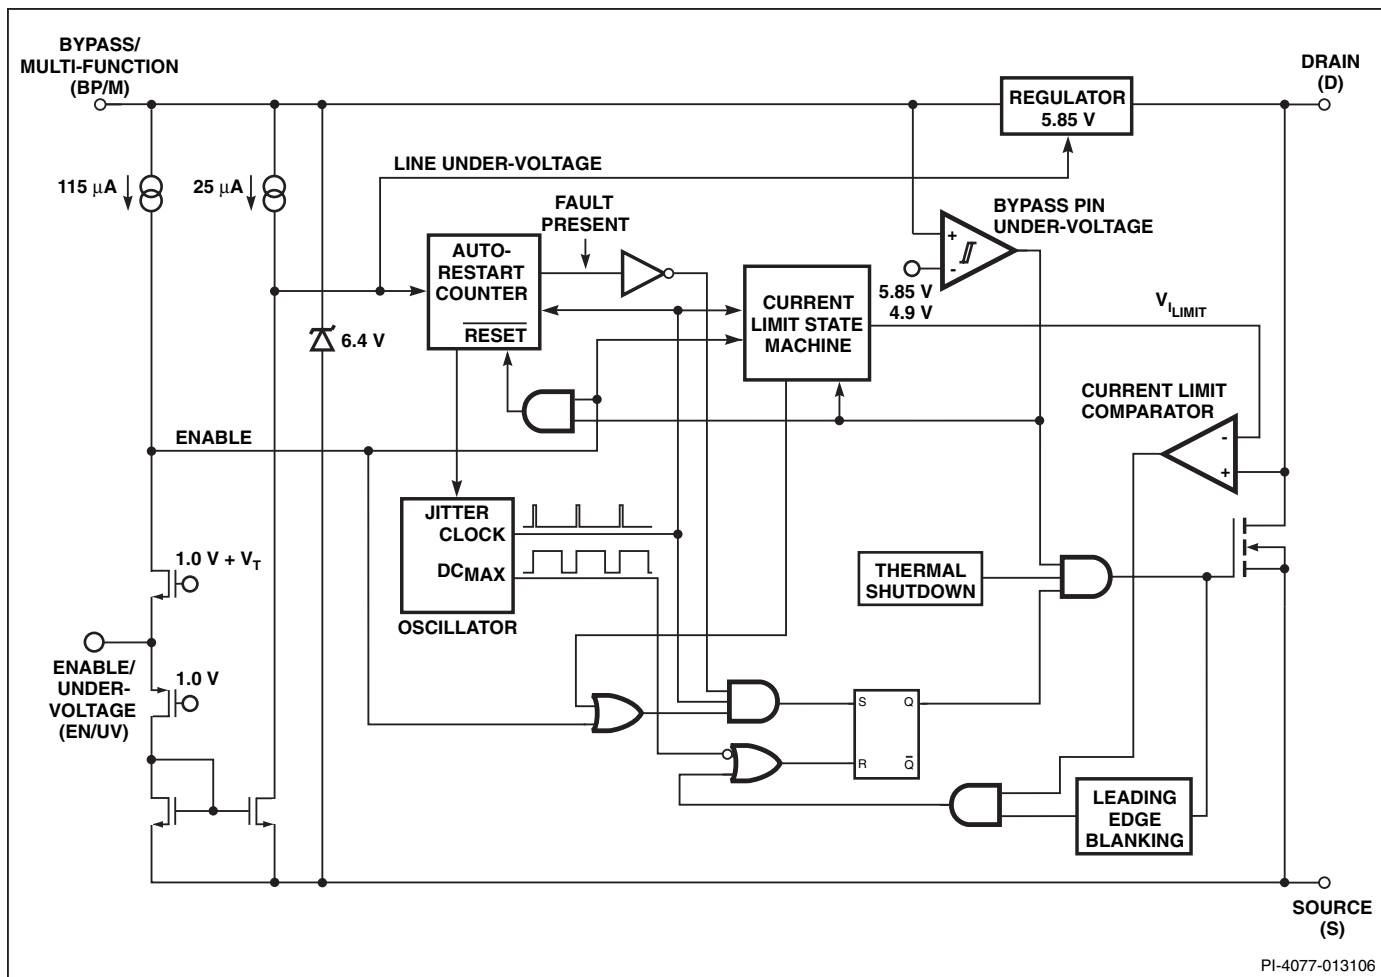 BYPASS/
MULTI-FUNCTION
(BP/M)
DRAIN
(D)
REGULATOR
5.85 V
LINE UNDER-VOLTAGE
115 μA
25 μA
FAULT
PRESENT
BYPASS PIN
UNDER-VOLTAGE
AUTO-
RESTART
COUNTER
RESET
+
-
5.85 V
4.9 V
CURRENT
LIMIT STATE
MACHINE
VILIMIT
6.4 V
CURRENT LIMIT
COMPARATOR
-
+
ENABLE
JITTER
CLOCK
DCMAX
OSCILLATOR
1.0 V + VT
THERMAL
SHUTDOWN
ENABLE/
UNDER-
VOLTAGE
(EN/UV)
1.0 V
S Q
R Q̅
LEADING
EDGE
BLANKING
SOURCE
(S)
PI-4077-013106